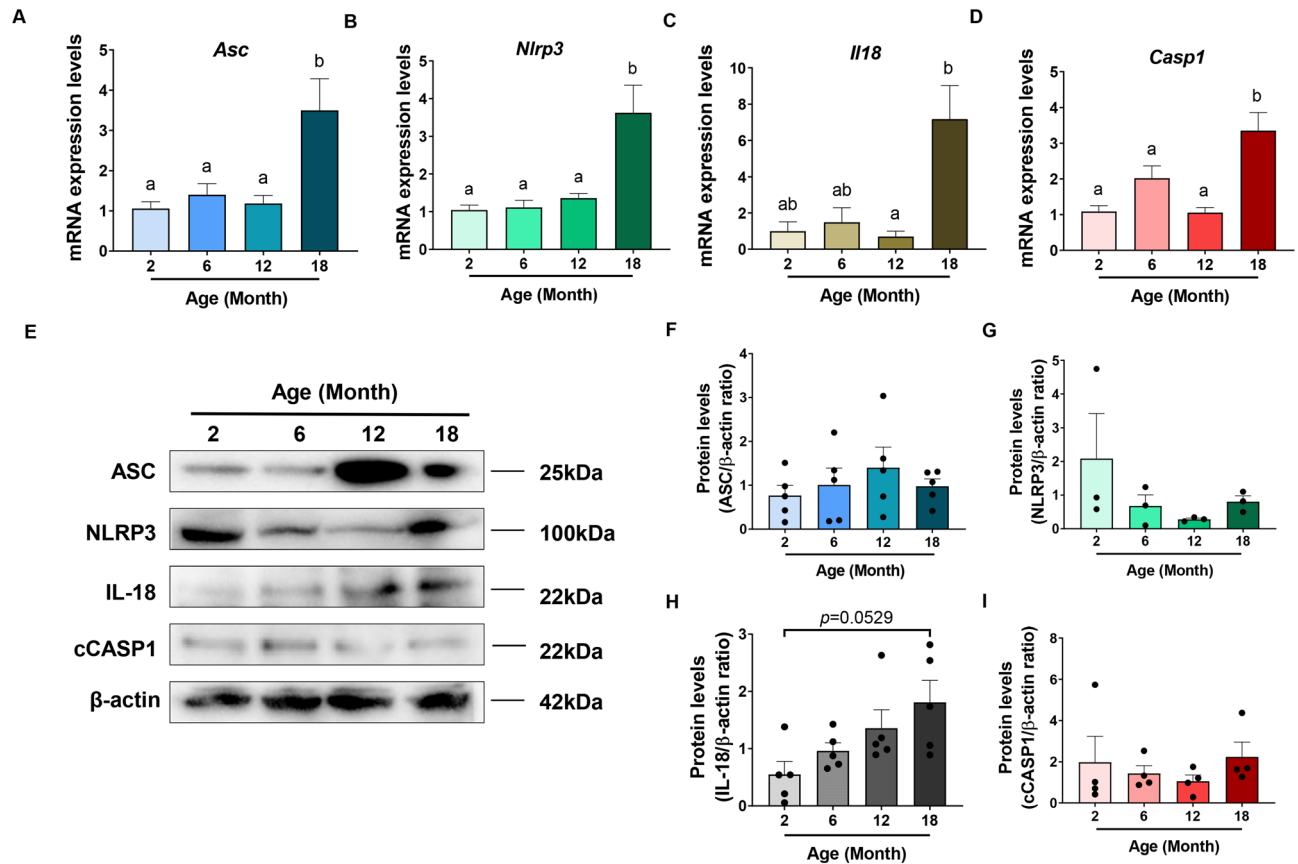 A
Asc
mRNA expression levels
5
4
3
2
1
0
a
a
a
b
2 6 12 18
Age (Month)
B
Nlrp3
mRNA expression levels
5
4
3
2
1
0
a
a
a
b
2 6 12 18
Age (Month)
C
Il18
mRNA expression levels
10
8
6
4
2
0
ab
ab
a
b
2 6 12 18
Age (Month)
D
Casp1
mRNA expression levels
5
4
3
2
1
0
a
a
a
b
2 6 12 18
Age (Month)
E
Age (Month)
2 6 12 18
ASC 25kDa
NLRP3 100kDa
IL-18 22kDa
cCASP1 22kDa
β-actin 42kDa
F
Protein levels
(ASC/β-actin ratio)
4
3
2
1
0
2 6 12 18
Age (Month)
G
Protein levels
(NLRP3/β-actin ratio)
5
4
3
2
1
0
2 6 12 18
Age (Month)
H
p=0.0529
Protein levels
(IL-18/β-actin ratio)
3
2
1
0
2 6 12 18
Age (Month)
I
Protein levels
(cCASP1/β-actin ratio)
8
6
4
2
0
2 6 12 18
Age (Month)